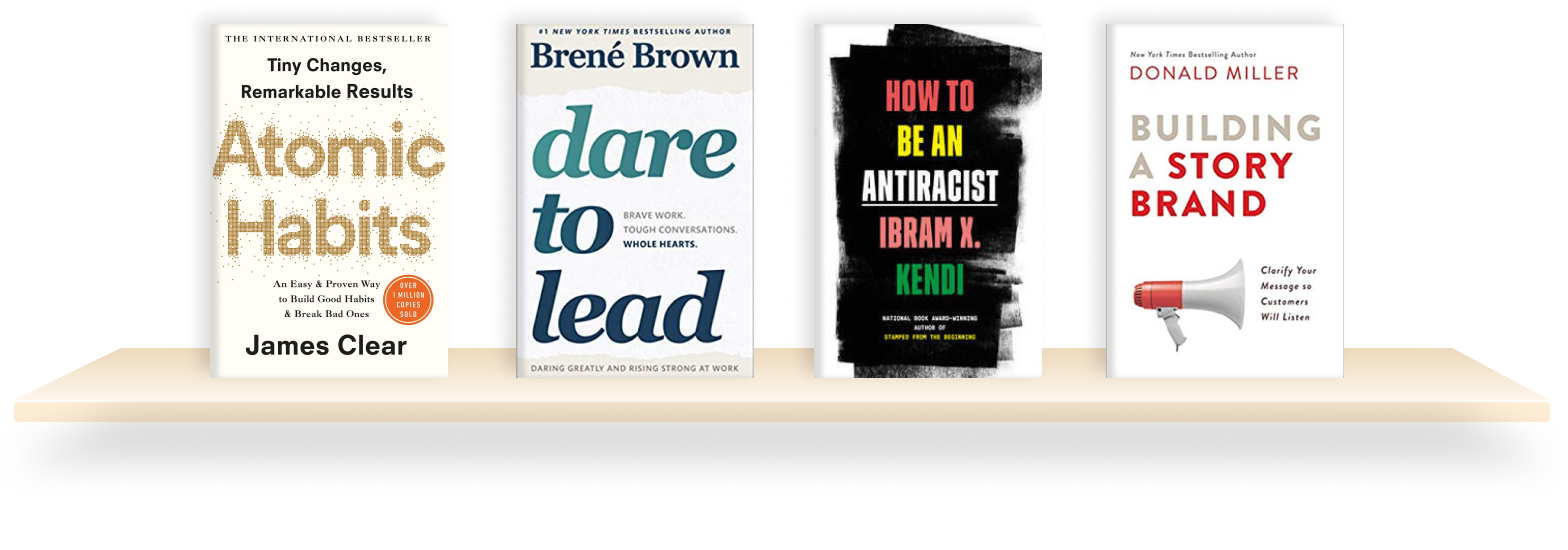 THE INTERNATIONAL BESTSELLER
Tiny Changes,
Remarkable Results
Atomic
Habits
An Easy & Proven Way
to Build Good Habits
& Break Bad Ones
OVER
1 MILLION
COPIES
SOLD
James Clear
#1 NEW YORK TIMES BESTSELLING AUTHOR
Brené Brown
dare
to
BRAVE WORK.
TOUGH CONVERSATIONS.
WHOLE HEARTS.
lead
DARING GREATLY AND RISING STRONG AT WORK
HOW TO
BE AN
ANTIRACIST
IBRAM X.
KENDI
NATIONAL BOOK AWARD–WINNING
AUTHOR OF
STAMPED FROM THE BEGINNING
New York Times Bestselling Author
DONALD MILLER
BUILDING
A STORY
BRAND
Clarify Your
Message so
Customers
Will Listen